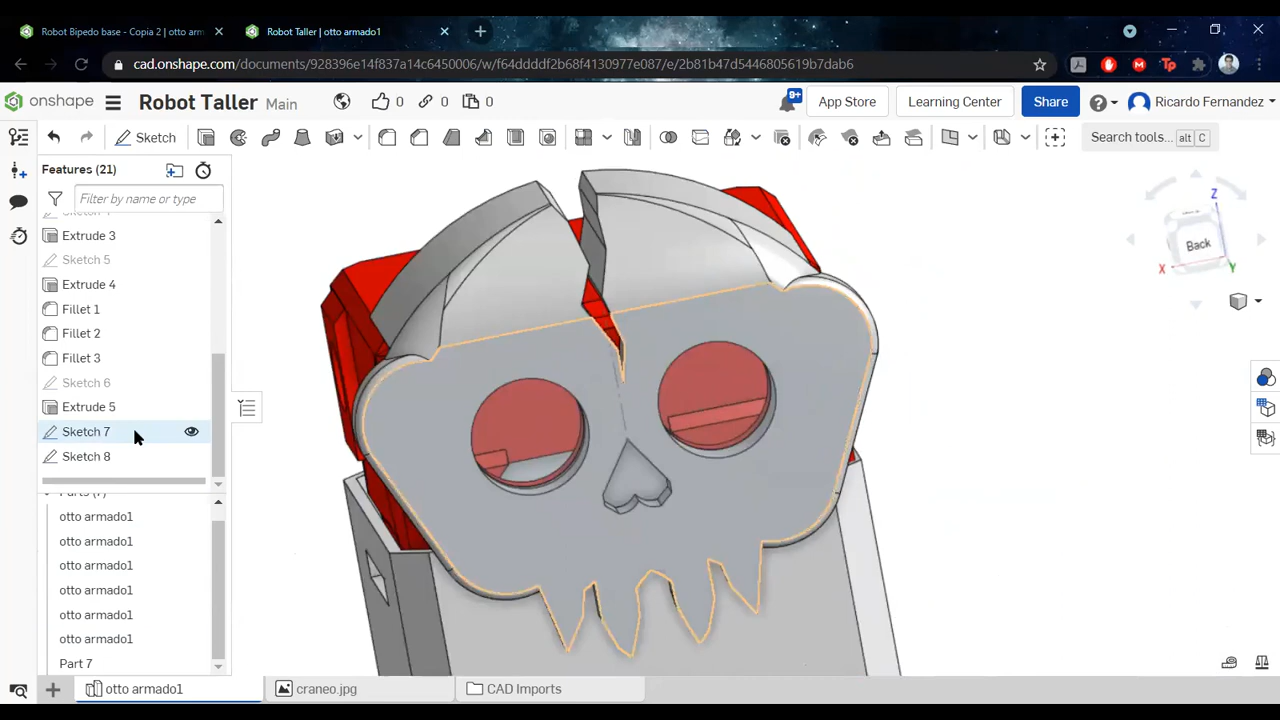 Robot Bipedo base - Copia 2 | otto arm
Robot Taller | otto armado1
cad.onshape.com/documents/928396e14f837a14c6450006/w/f64ddddf2b68f4130977e087/e/2b81b47d5446805619b7dab6
onshape
Robot Taller Main
0
0
0
9+
App Store
Learning Center
Share
Ricardo Fernandez
Sketch
Search tools...
alt
C
Features (21)
Filter by name or type
Extrude 3
Sketch 5
Extrude 4
Fillet 1
Fillet 2
Fillet 3
Sketch 6
Extrude 5
Sketch 7
Sketch 8
Parts (7)
otto armado1
otto armado1
otto armado1
otto armado1
otto armado1
otto armado1
Part 7
Z
Back
X
Y
otto armado1
craneo.jpg
CAD Imports